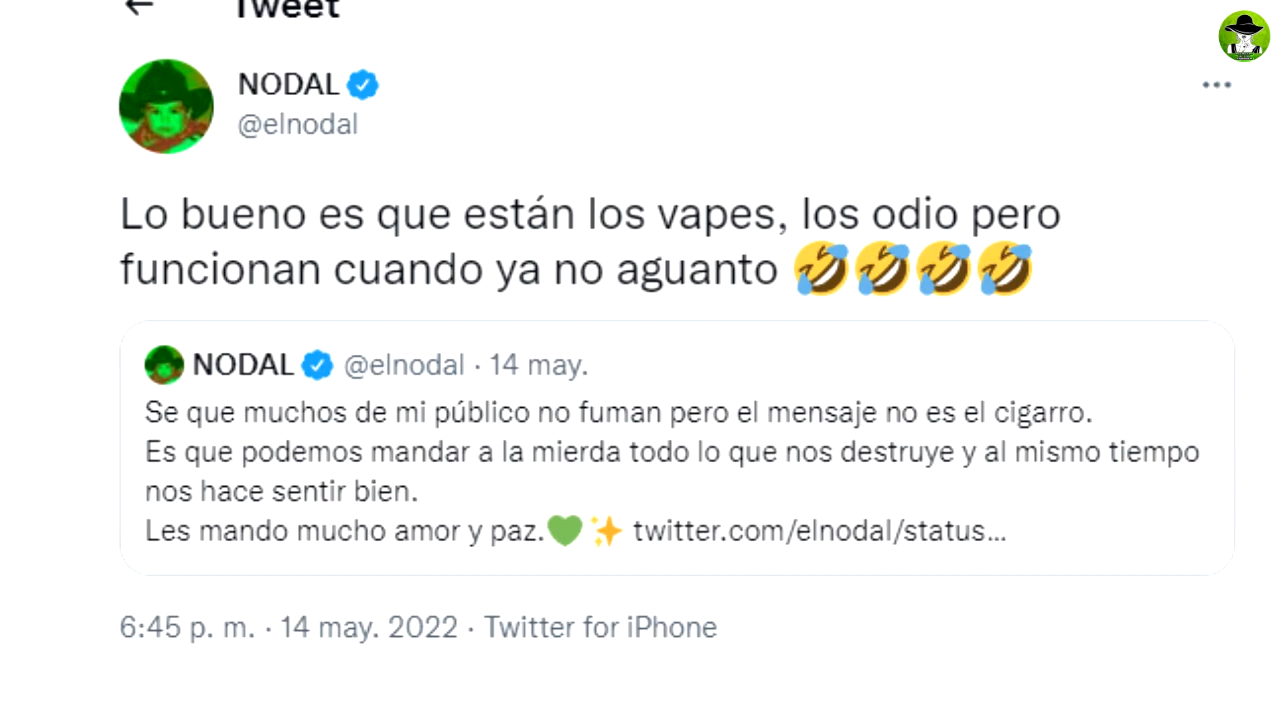 Tweet
NODAL
@elnodal
Lo bueno es que están los vapes, los odio pero
funcionan cuando ya no aguanto 🤣🤣🤣🤣
NODAL @elnodal · 14 may.
Se que muchos de mi público no fuman pero el mensaje no es el cigarro.
Es que podemos mandar a la mierda todo lo que nos destruye y al mismo tiempo
nos hace sentir bien.
Les mando mucho amor y paz.💚✨ twitter.com/elnodal/status…
6:45 p. m. · 14 may. 2022 · Twitter for iPhone